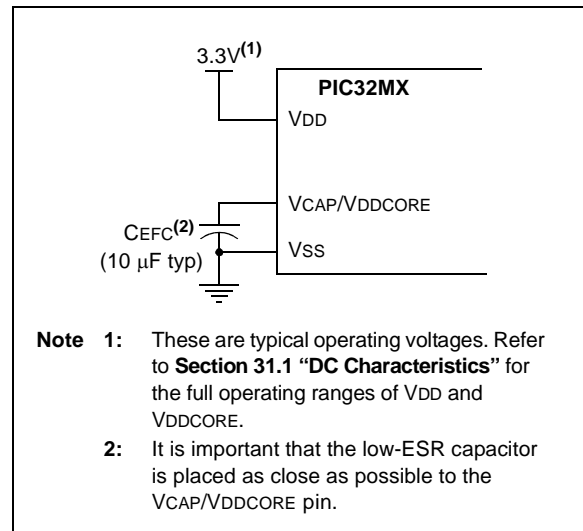 3.3V(1)
PIC32MX
VDD
VCAP/VDDCORE
CEFC(2)
(10 μF typ)
VSS
Note 1: These are typical operating voltages. Refer
to Section 31.1 “DC Characteristics” for
the full operating ranges of VDD and
VDDCORE.
2: It is important that the low-ESR capacitor
is placed as close as possible to the
VCAP/VDDCORE pin.